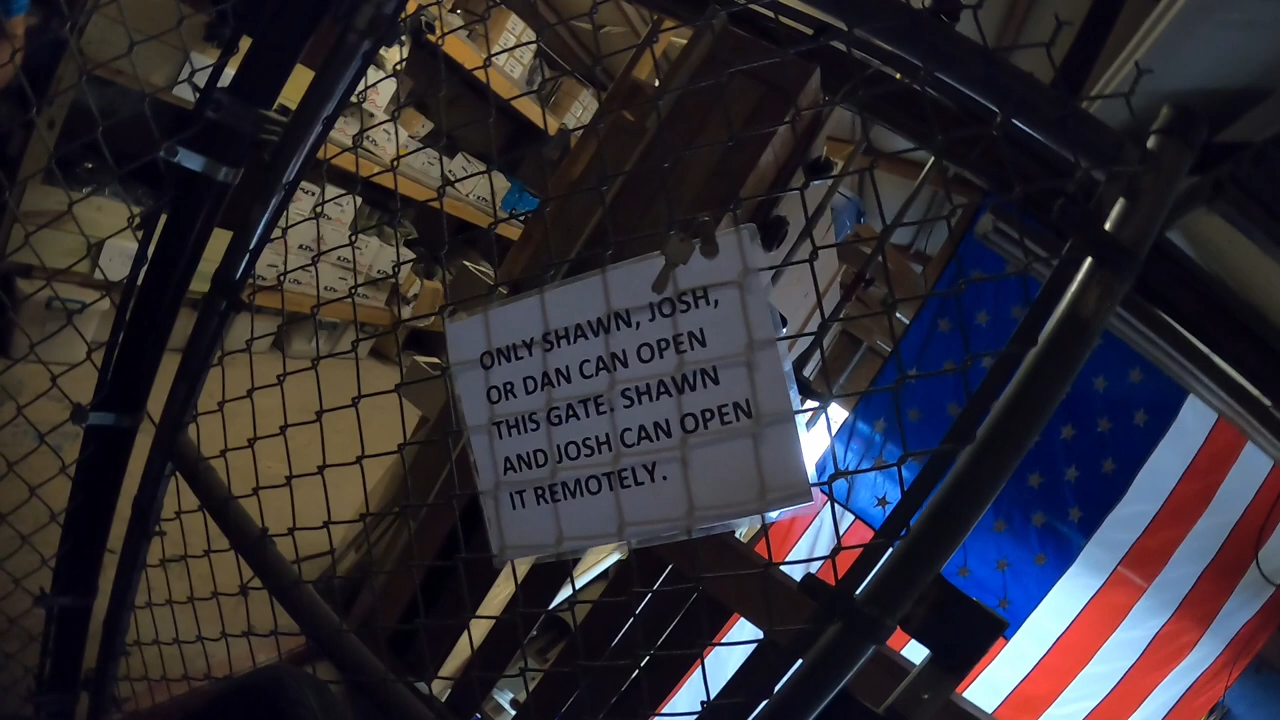 ONLY SHAWN, JOSH,
OR DAN CAN OPEN
THIS GATE. SHAWN
AND JOSH CAN OPEN
IT REMOTELY.